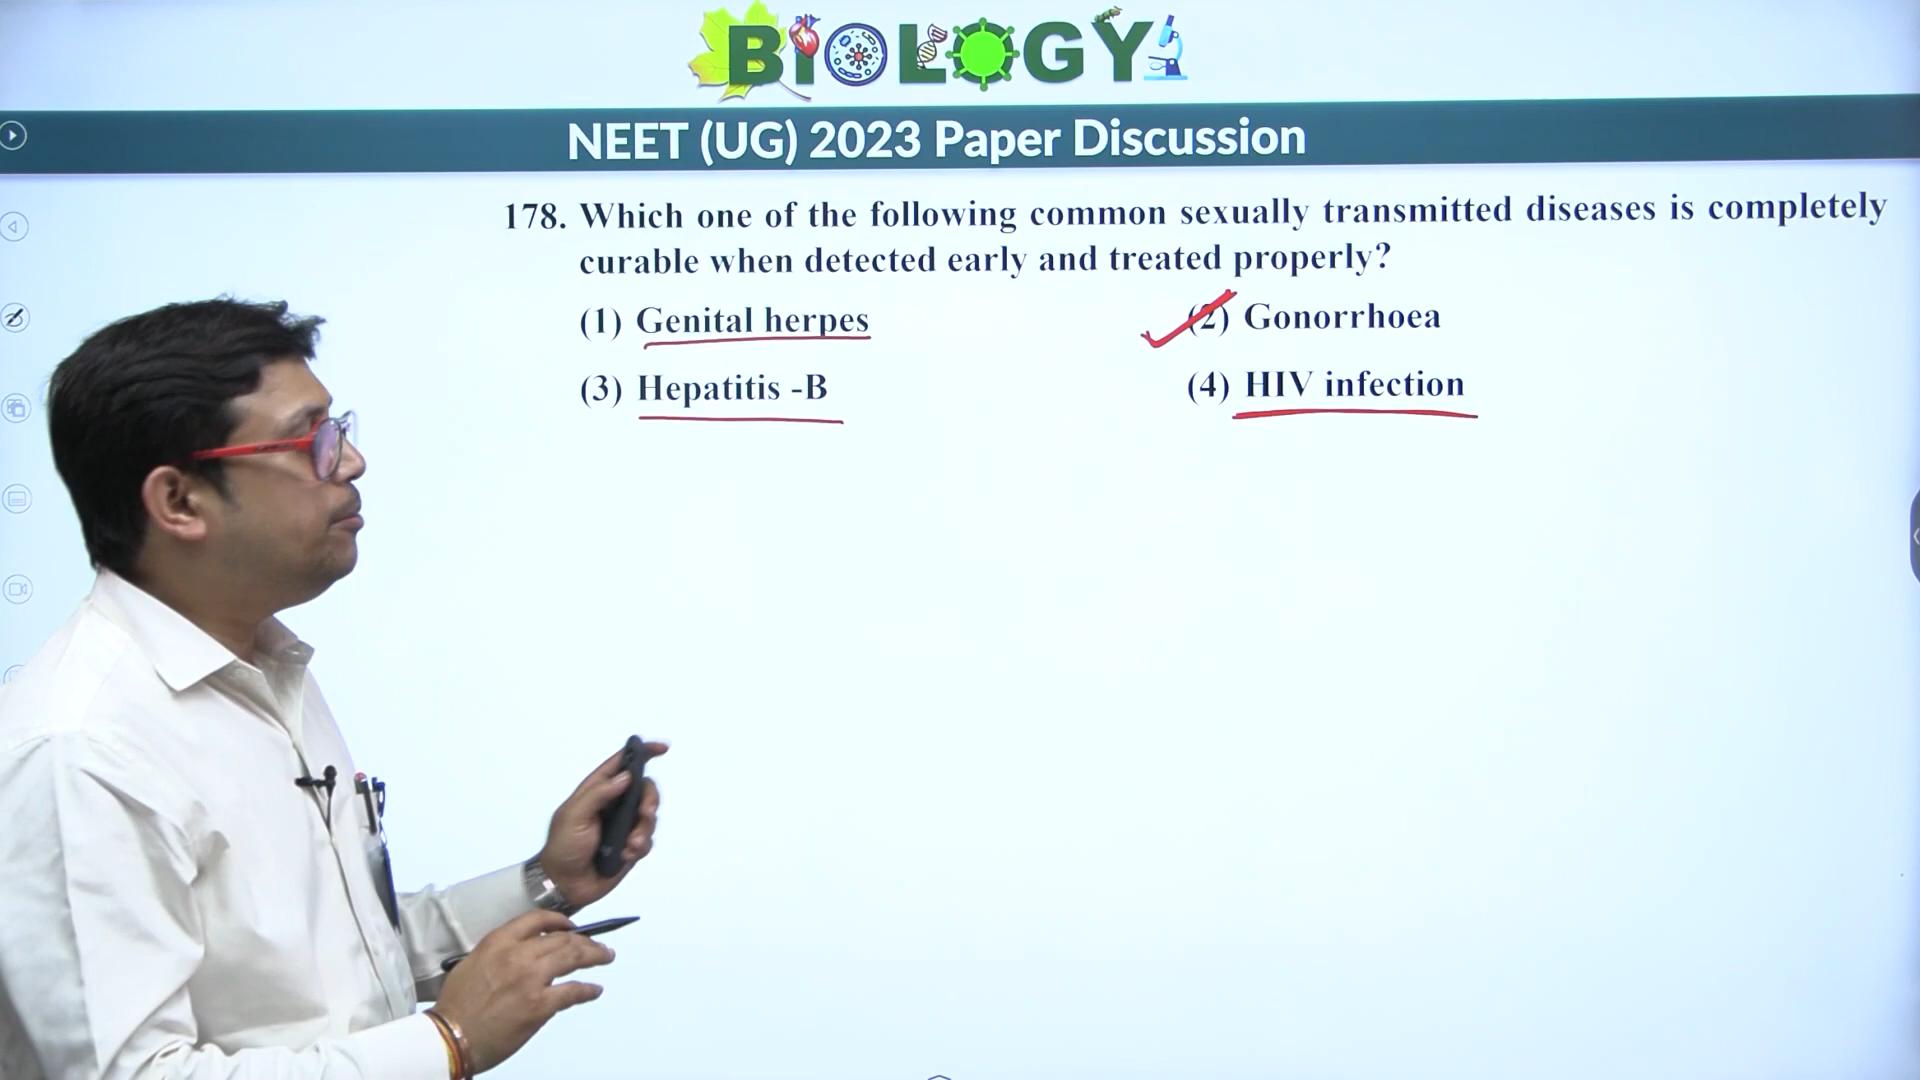 BIOLOGY
NEET (UG) 2023 Paper Discussion
178. Which one of the following common sexually transmitted diseases is completely
curable when detected early and treated properly?
(1) Genital herpes (2) Gonorrhoea
(3) Hepatitis -B (4) HIV infection